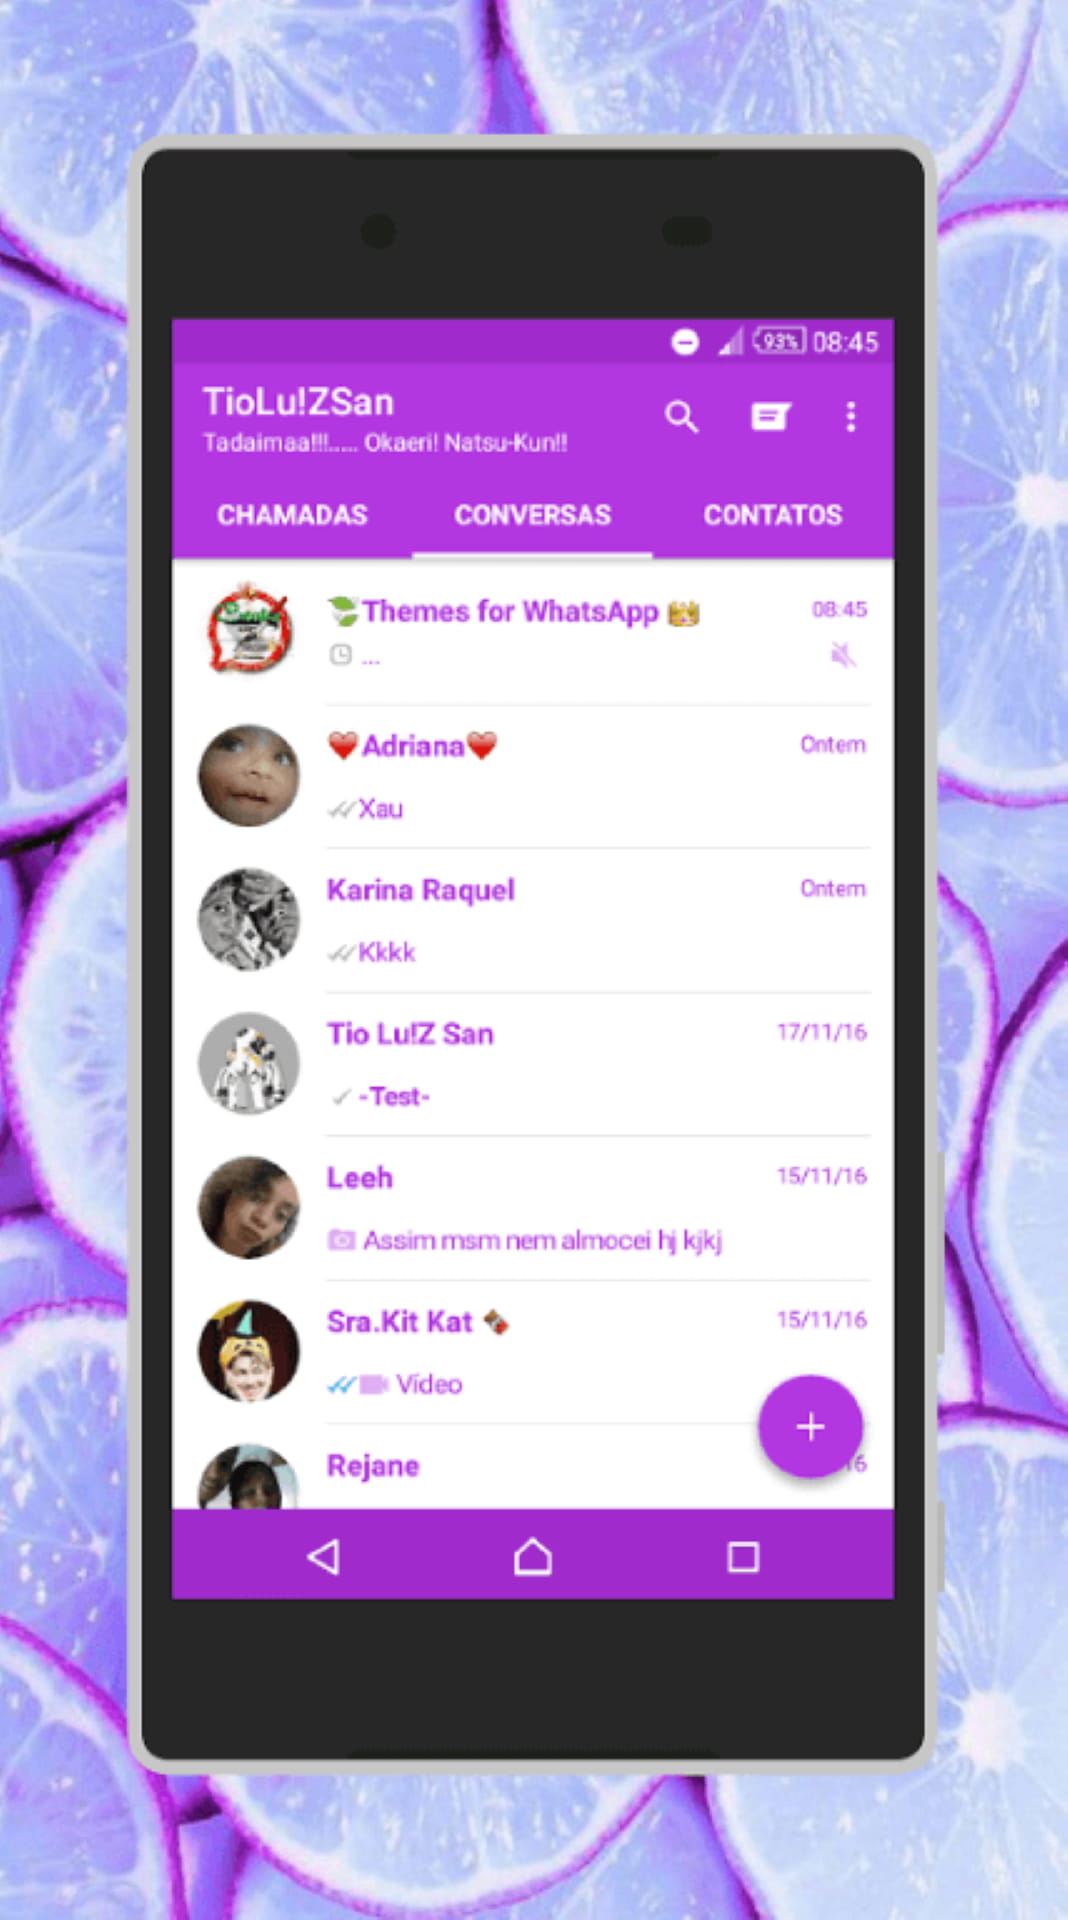 93% 08:45
TioLu!ZSan
Tadaimaa!!!...... Okaeri! Natsu-Kun!!
CHAMADAS CONVERSAS CONTATOS
🍃Themes for WhatsApp 👑 08:45
...
❤️Adriana❤️ Ontem
Xau
Karina Raquel Ontem
Kkkk
Tio Lu!Z San 17/11/16
-Test-
Leeh 15/11/16
Assim msm nem almocei hj kjkj
Sra.Kit Kat 🍫 15/11/16
Vídeo
Rejane